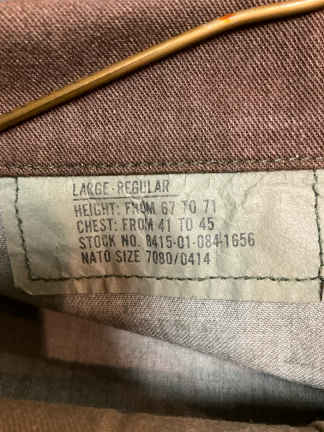 LARGE-REGULAR
HEIGHT: FROM 67 TO 71
CHEST: FROM 41 TO 45
STOCK NO. 8415-01-084-1656
NATO SIZE 7080/0414